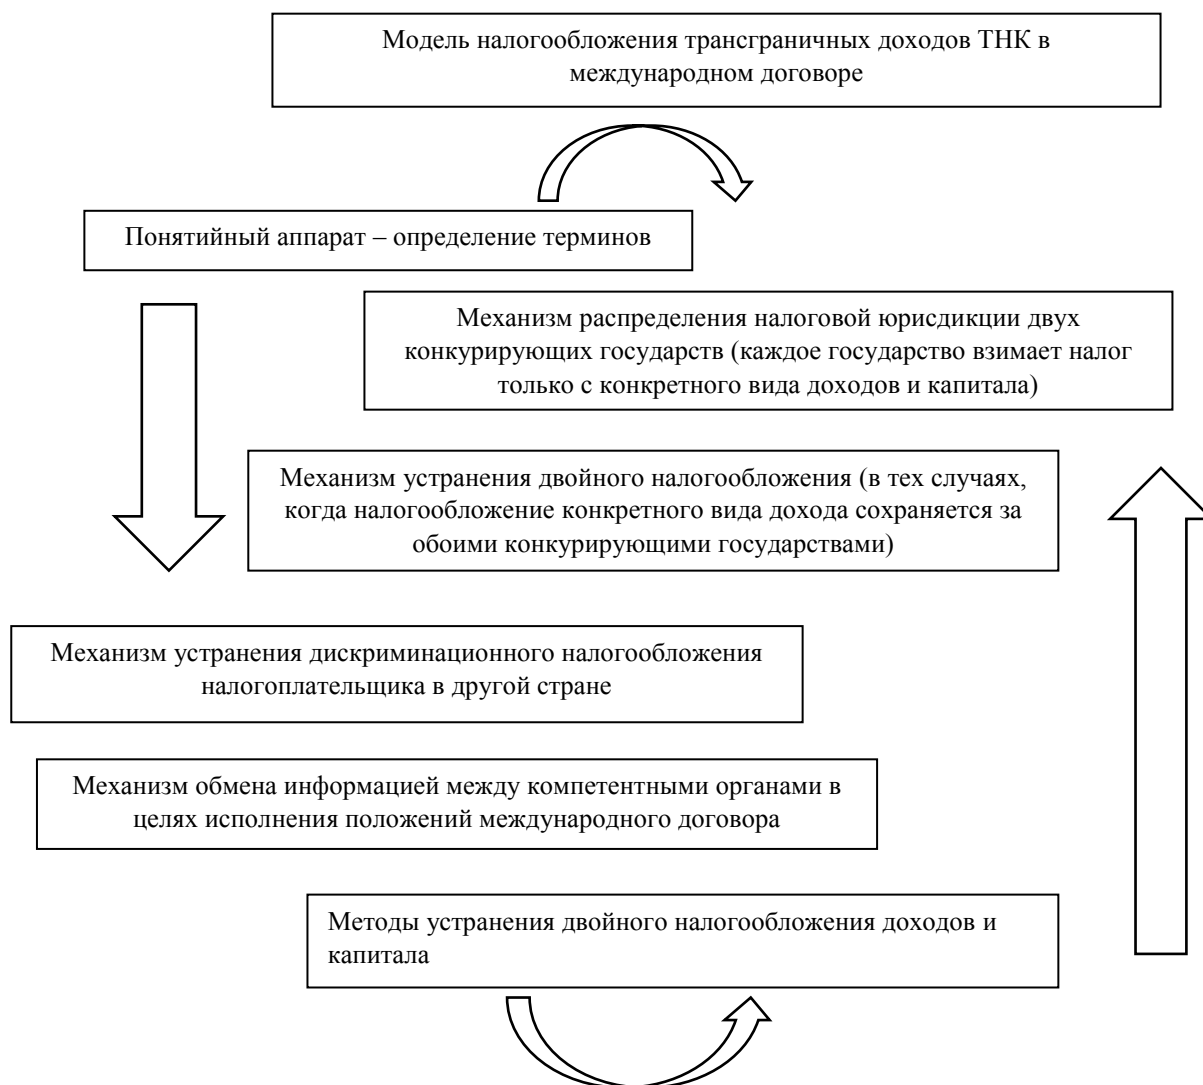 Модель налогообложения трансграничных доходов ТНК в
международном договоре
Понятийный аппарат – определение терминов
Механизм распределения налоговой юрисдикции двух
конкурирующих государств (каждое государство взимает налог
только с конкретного вида доходов и капитала)
Механизм устранения двойного налогообложения (в тех случаях,
когда налогообложение конкретного вида дохода сохраняется за
обоими конкурирующими государствами)
Механизм устранения дискриминационного налогообложения
налогоплательщика в другой стране
Механизм обмена информацией между компетентными органами в
целях исполнения положений международного договора
Методы устранения двойного налогообложения доходов и
капитала